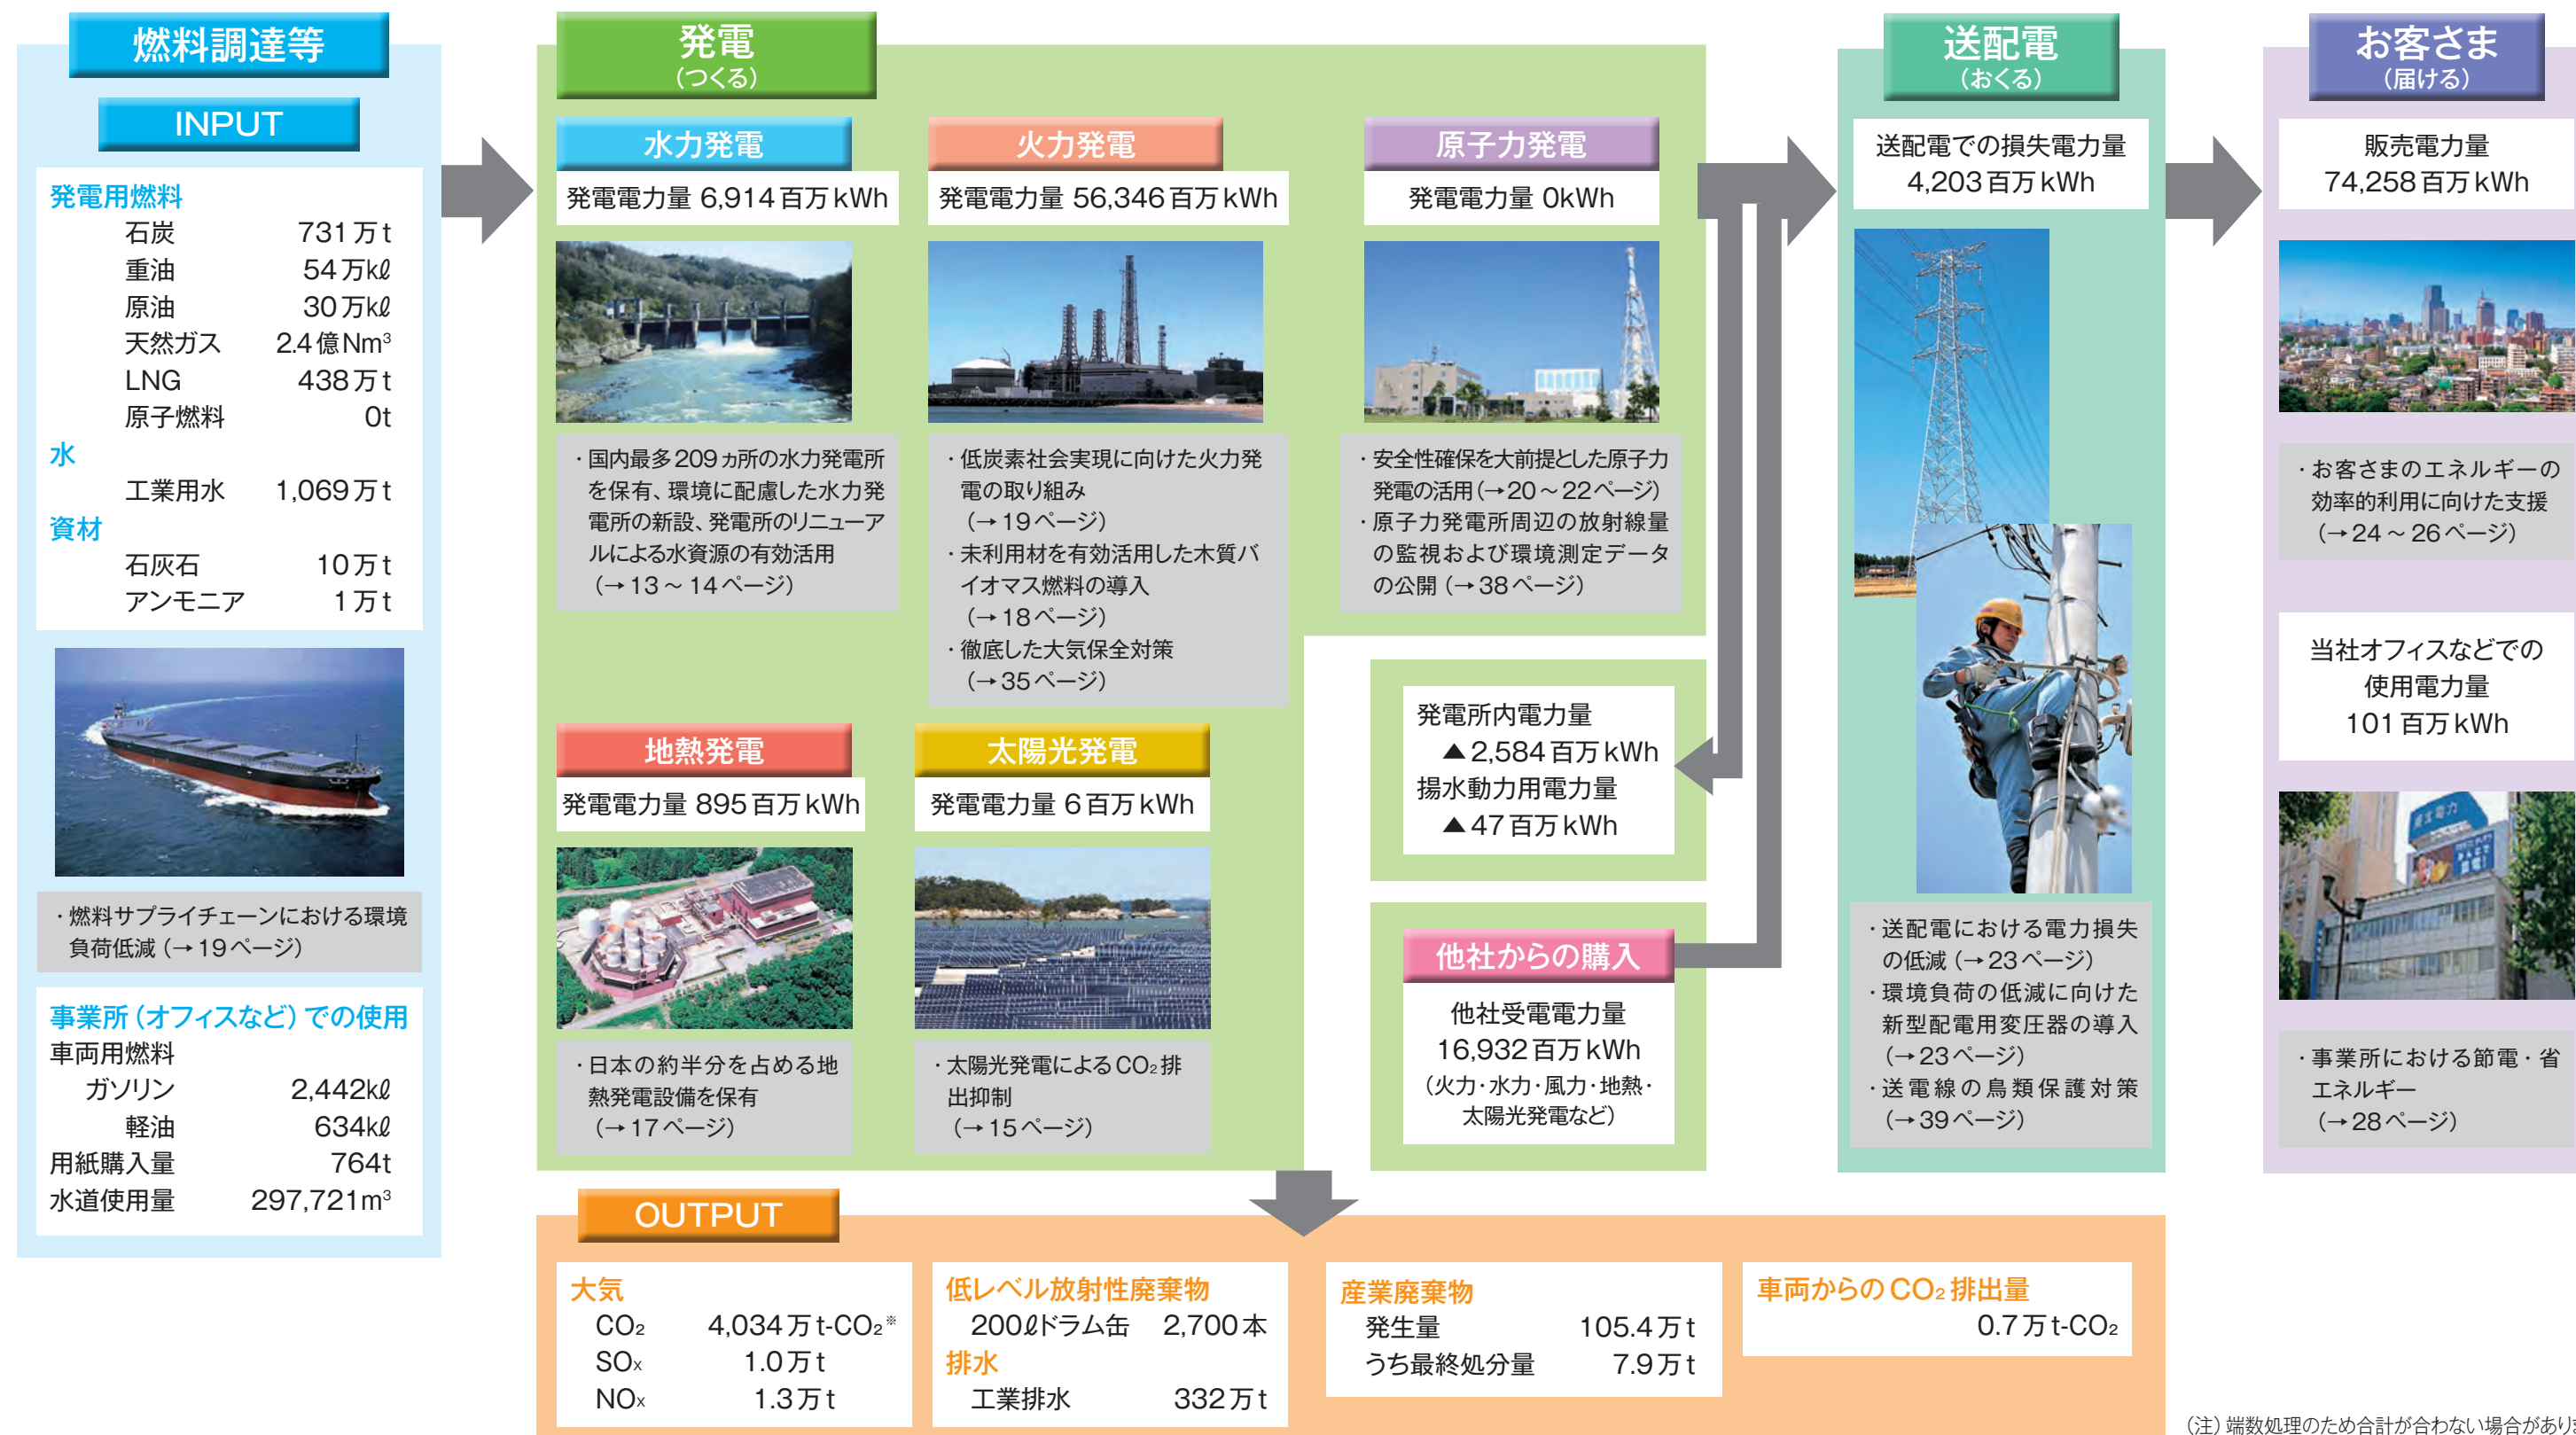 燃料調達等
INPUT
発電用燃料
石炭 731万t
重油 54万kℓ
原油 30万kℓ
天然ガス 2.4億Nm³
LNG 438万t
原子燃料 0t
水
工業用水 1,069万t
資材
石灰石 10万t
アンモニア 1万t
・燃料サプライチェーンにおける環境
負荷低減（→19ページ）
事業所（オフィスなど）での使用
車両用燃料
ガソリン 2,442kℓ
軽油 634kℓ
用紙購入量 764t
水道使用量 297,721m³
発電
（つくる）
水力発電
発電電力量 6,914百万kWh
・国内最多209ヵ所の水力発電所
を保有、環境に配慮した水力発
電所の新設、発電所のリニューア
ルによる水資源の有効活用
（→13～14ページ）
火力発電
発電電力量 56,346百万kWh
・低炭素社会実現に向けた火力発
電の取り組み
（→19ページ）
・未利用材を有効活用した木質バ
イオマス燃料の導入
（→18ページ）
・徹底した大気保全対策
（→35ページ）
原子力発電
発電電力量 0kWh
・安全性確保を大前提とした原子力
発電の活用（→20～22ページ）
・原子力発電所周辺の放射線量
の監視および環境測定データ
の公開（→38ページ）
地熱発電
発電電力量 895百万kWh
・日本の約半分を占める地
熱発電設備を保有
（→17ページ）
太陽光発電
発電電力量 6百万kWh
・太陽光発電によるCO₂排
出抑制
（→15ページ）
発電所内電力量
▲2,584百万kWh
揚水動力用電力量
▲47百万kWh
他社からの購入
他社受電電力量
16,932百万kWh
（火力・水力・風力・地熱・
太陽光発電など）
送配電
（おくる）
送配電での損失電力量
4,203百万kWh
・送配電における電力損失
の低減（→23ページ）
・環境負荷の低減に向けた
新型配電用変圧器の導入
（→23ページ）
・送電線の鳥類保護対策
（→39ページ）
お客さま
（届ける）
販売電力量
74,258百万kWh
・お客さまのエネルギーの
効率的利用に向けた支援
（→24～26ページ）
当社オフィスなどでの
使用電力量
101百万kWh
・事業所における節電・省
エネルギー
（→28ページ）
OUTPUT
大気
CO₂ 4,034万t-CO₂※
SOx 1.0万t
NOx 1.3万t
低レベル放射性廃棄物
200ℓドラム缶 2,700本
排水
工業排水 332万t
産業廃棄物
発生量 105.4万t
うち最終処分量 7.9万t
車両からのCO₂排出量
0.7万t-CO₂
（注）端数処理のため合計が合わない場合があり